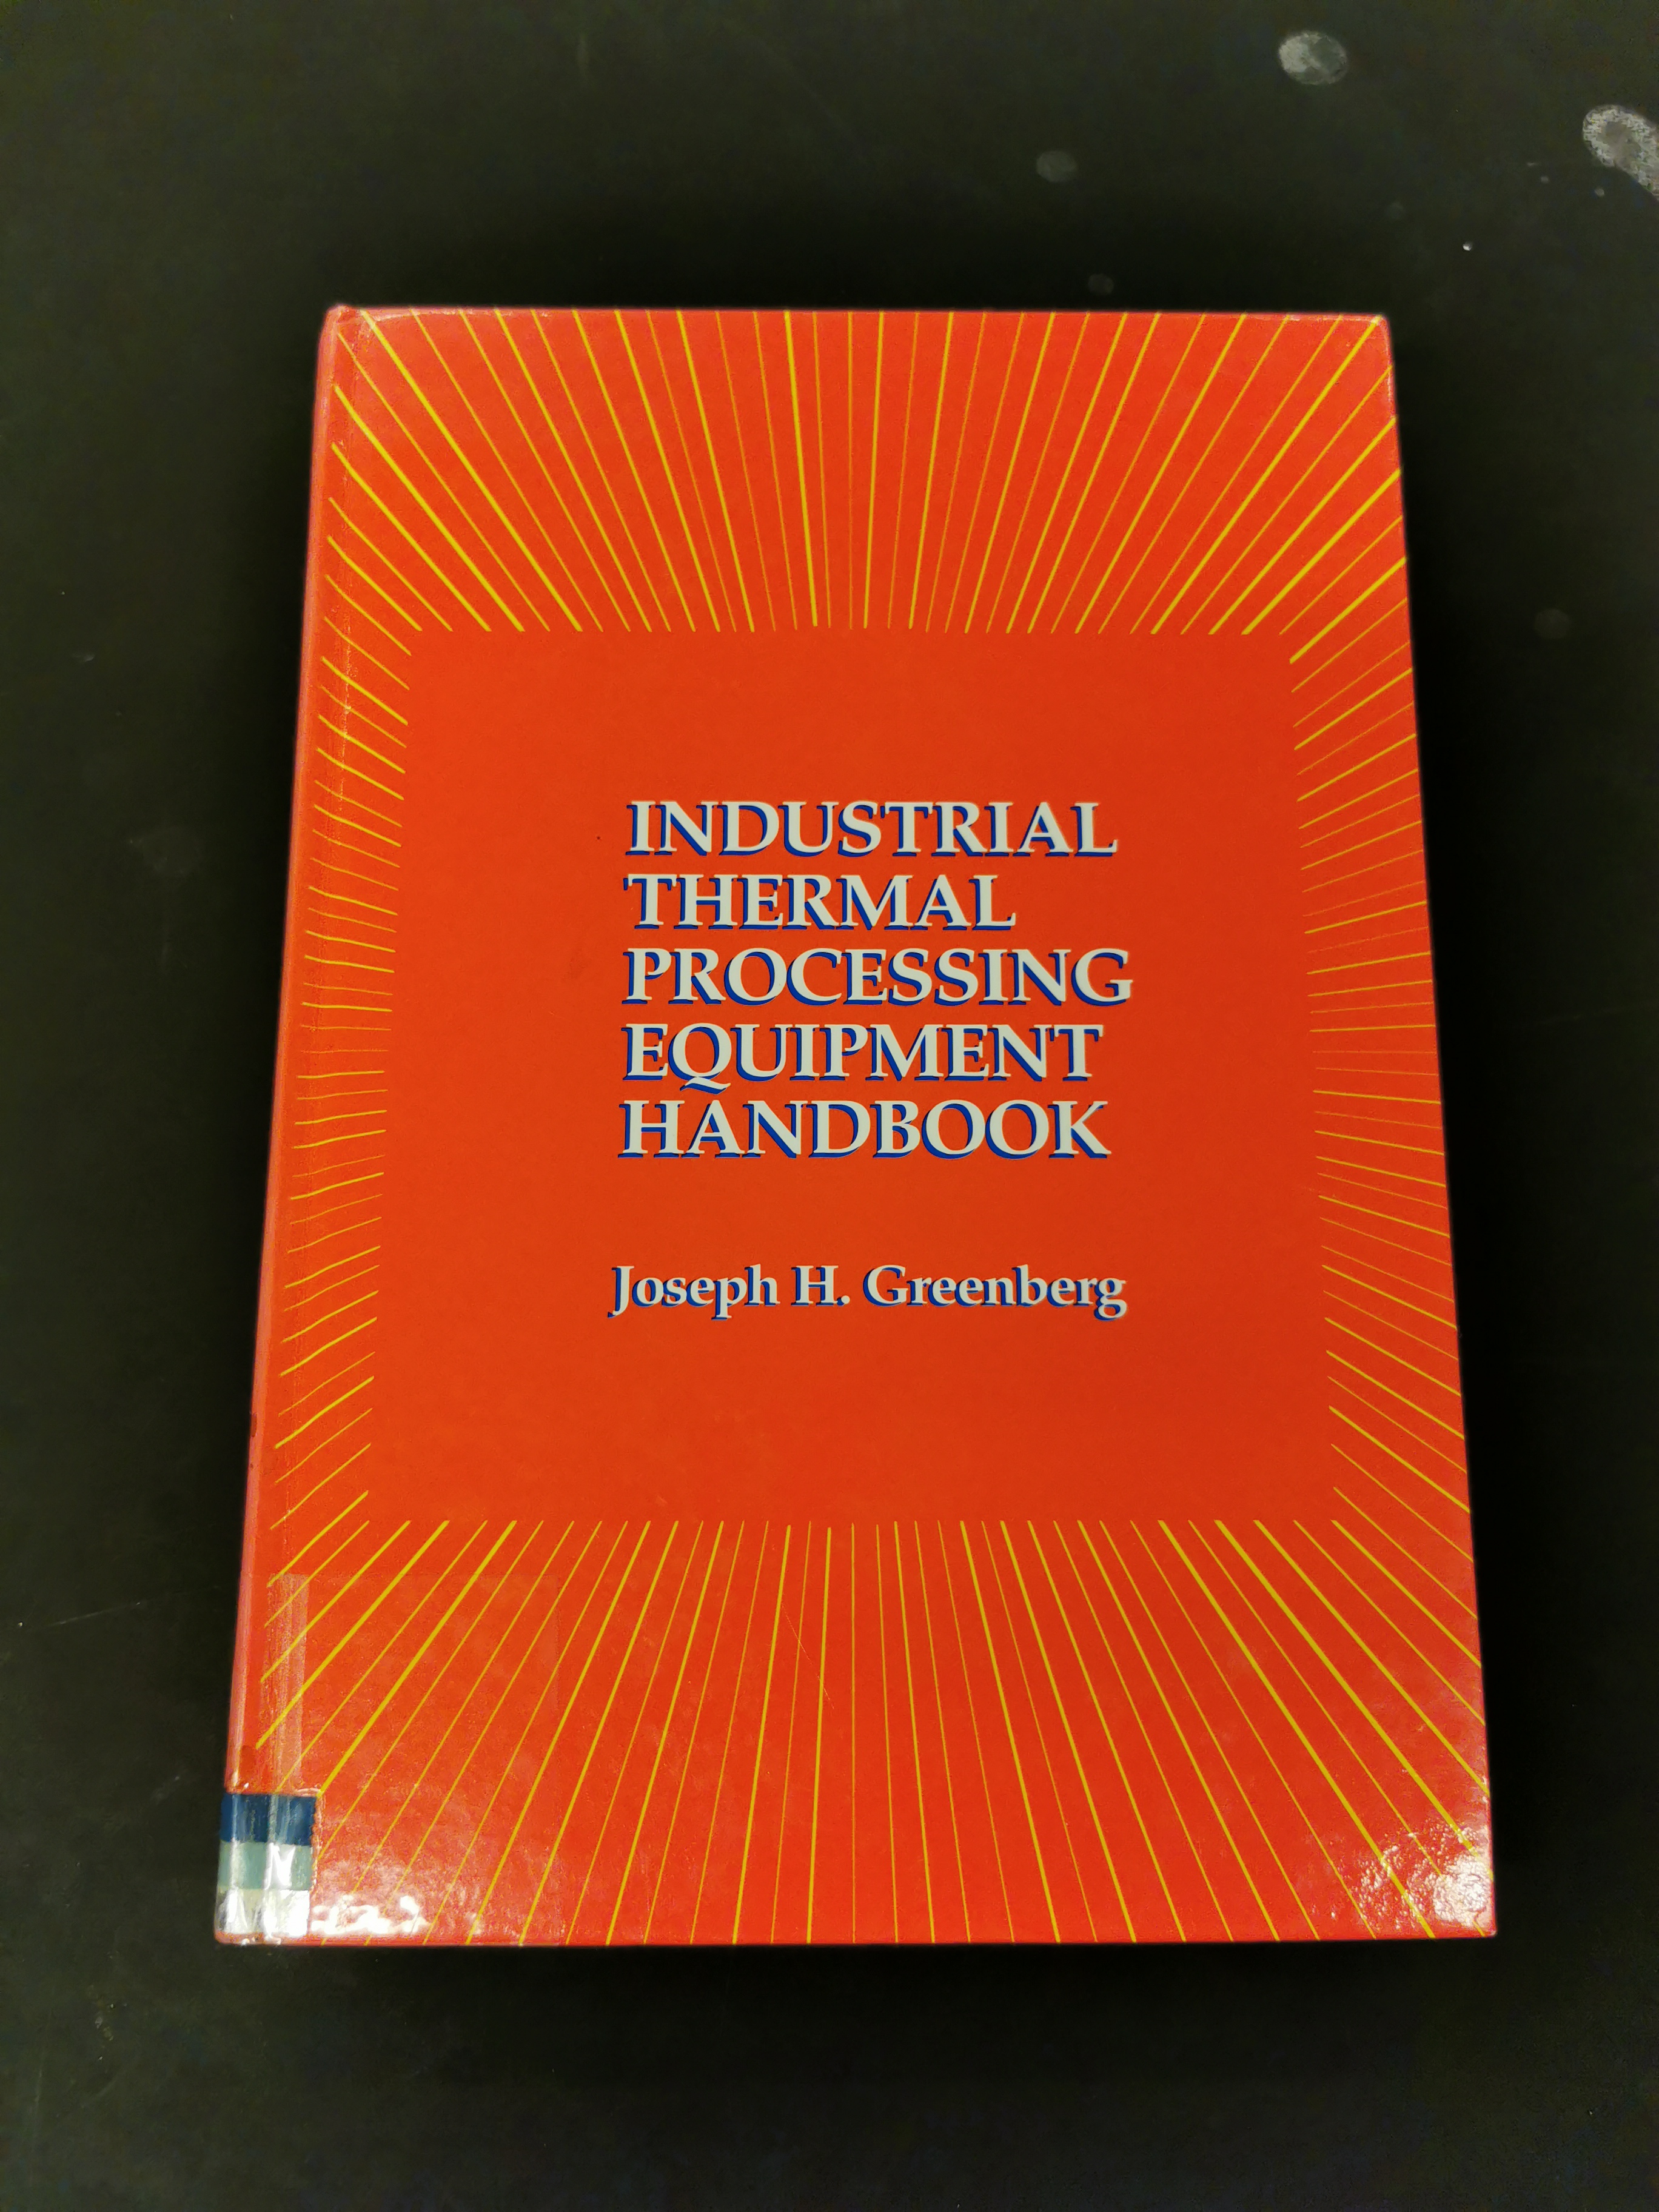 INDUSTRIAL
THERMAL
PROCESSING
EQUIPMENT
HANDBOOK
Joseph H. Greenberg